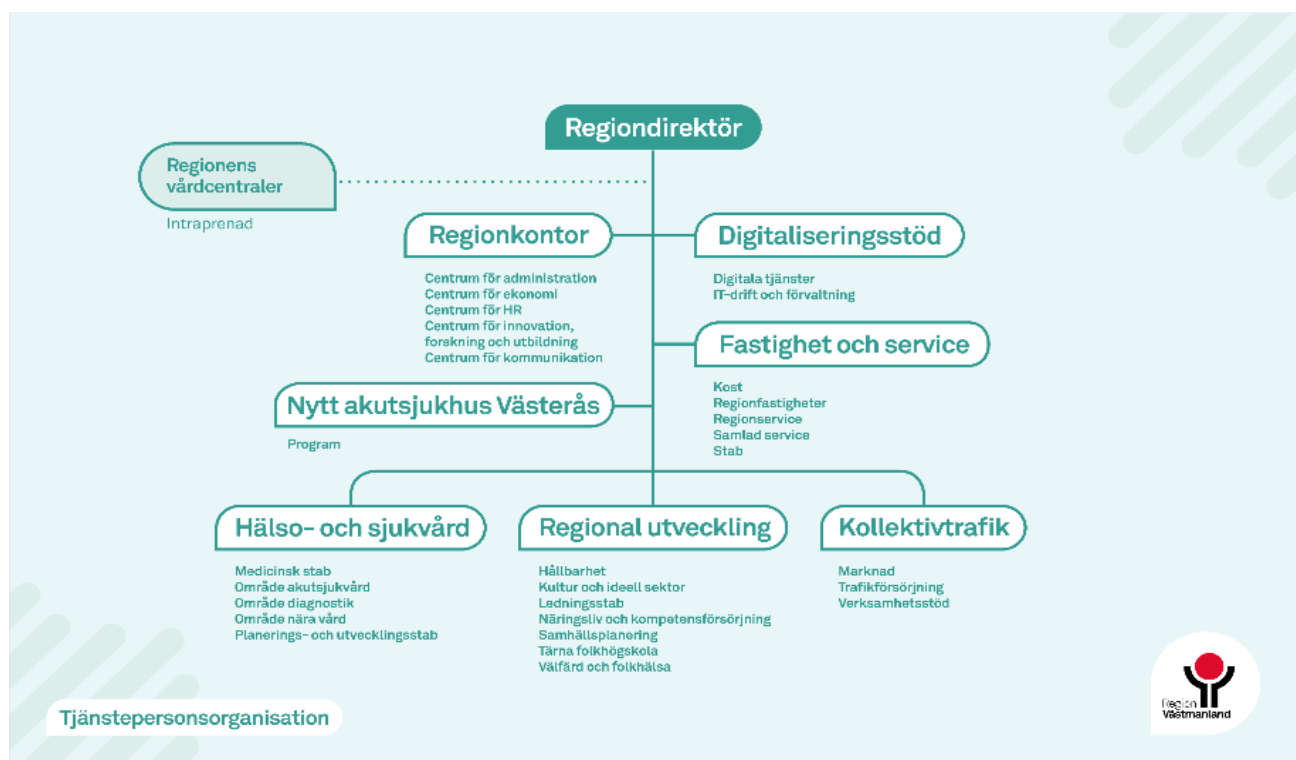 Regiondirektör
Regionens
vårdcentraler
Intraprenad
Regionkontor
Centrum för administration
Centrum för ekonomi
Centrum för HR
Centrum för innovation,
forskning och utbildning
Centrum för kommunikation
Digitaliseringsstöd
Digitala tjänster
IT-drift och förvaltning
Fastighet och service
Kost
Regionfastigheter
Regionservice
Samlad service
Stab
Nytt akutsjukhus Västerås
Program
Hälso- och sjukvård
Medicinsk stab
Område akutsjukvård
Område diagnostik
Område nära vård
Planerings- och utvecklingsstab
Regional utveckling
Hållbarhet
Kultur och ideell sektor
Ledningsstab
Näringsliv och kompetensförsörjning
Samhällsplanering
Tärna folkhögskola
Välfärd och folkhälsa
Kollektivtrafik
Marknad
Trafikförsörjning
Verksamhetsstöd
Tjänstepersonsorganisation
Region
Västmanland